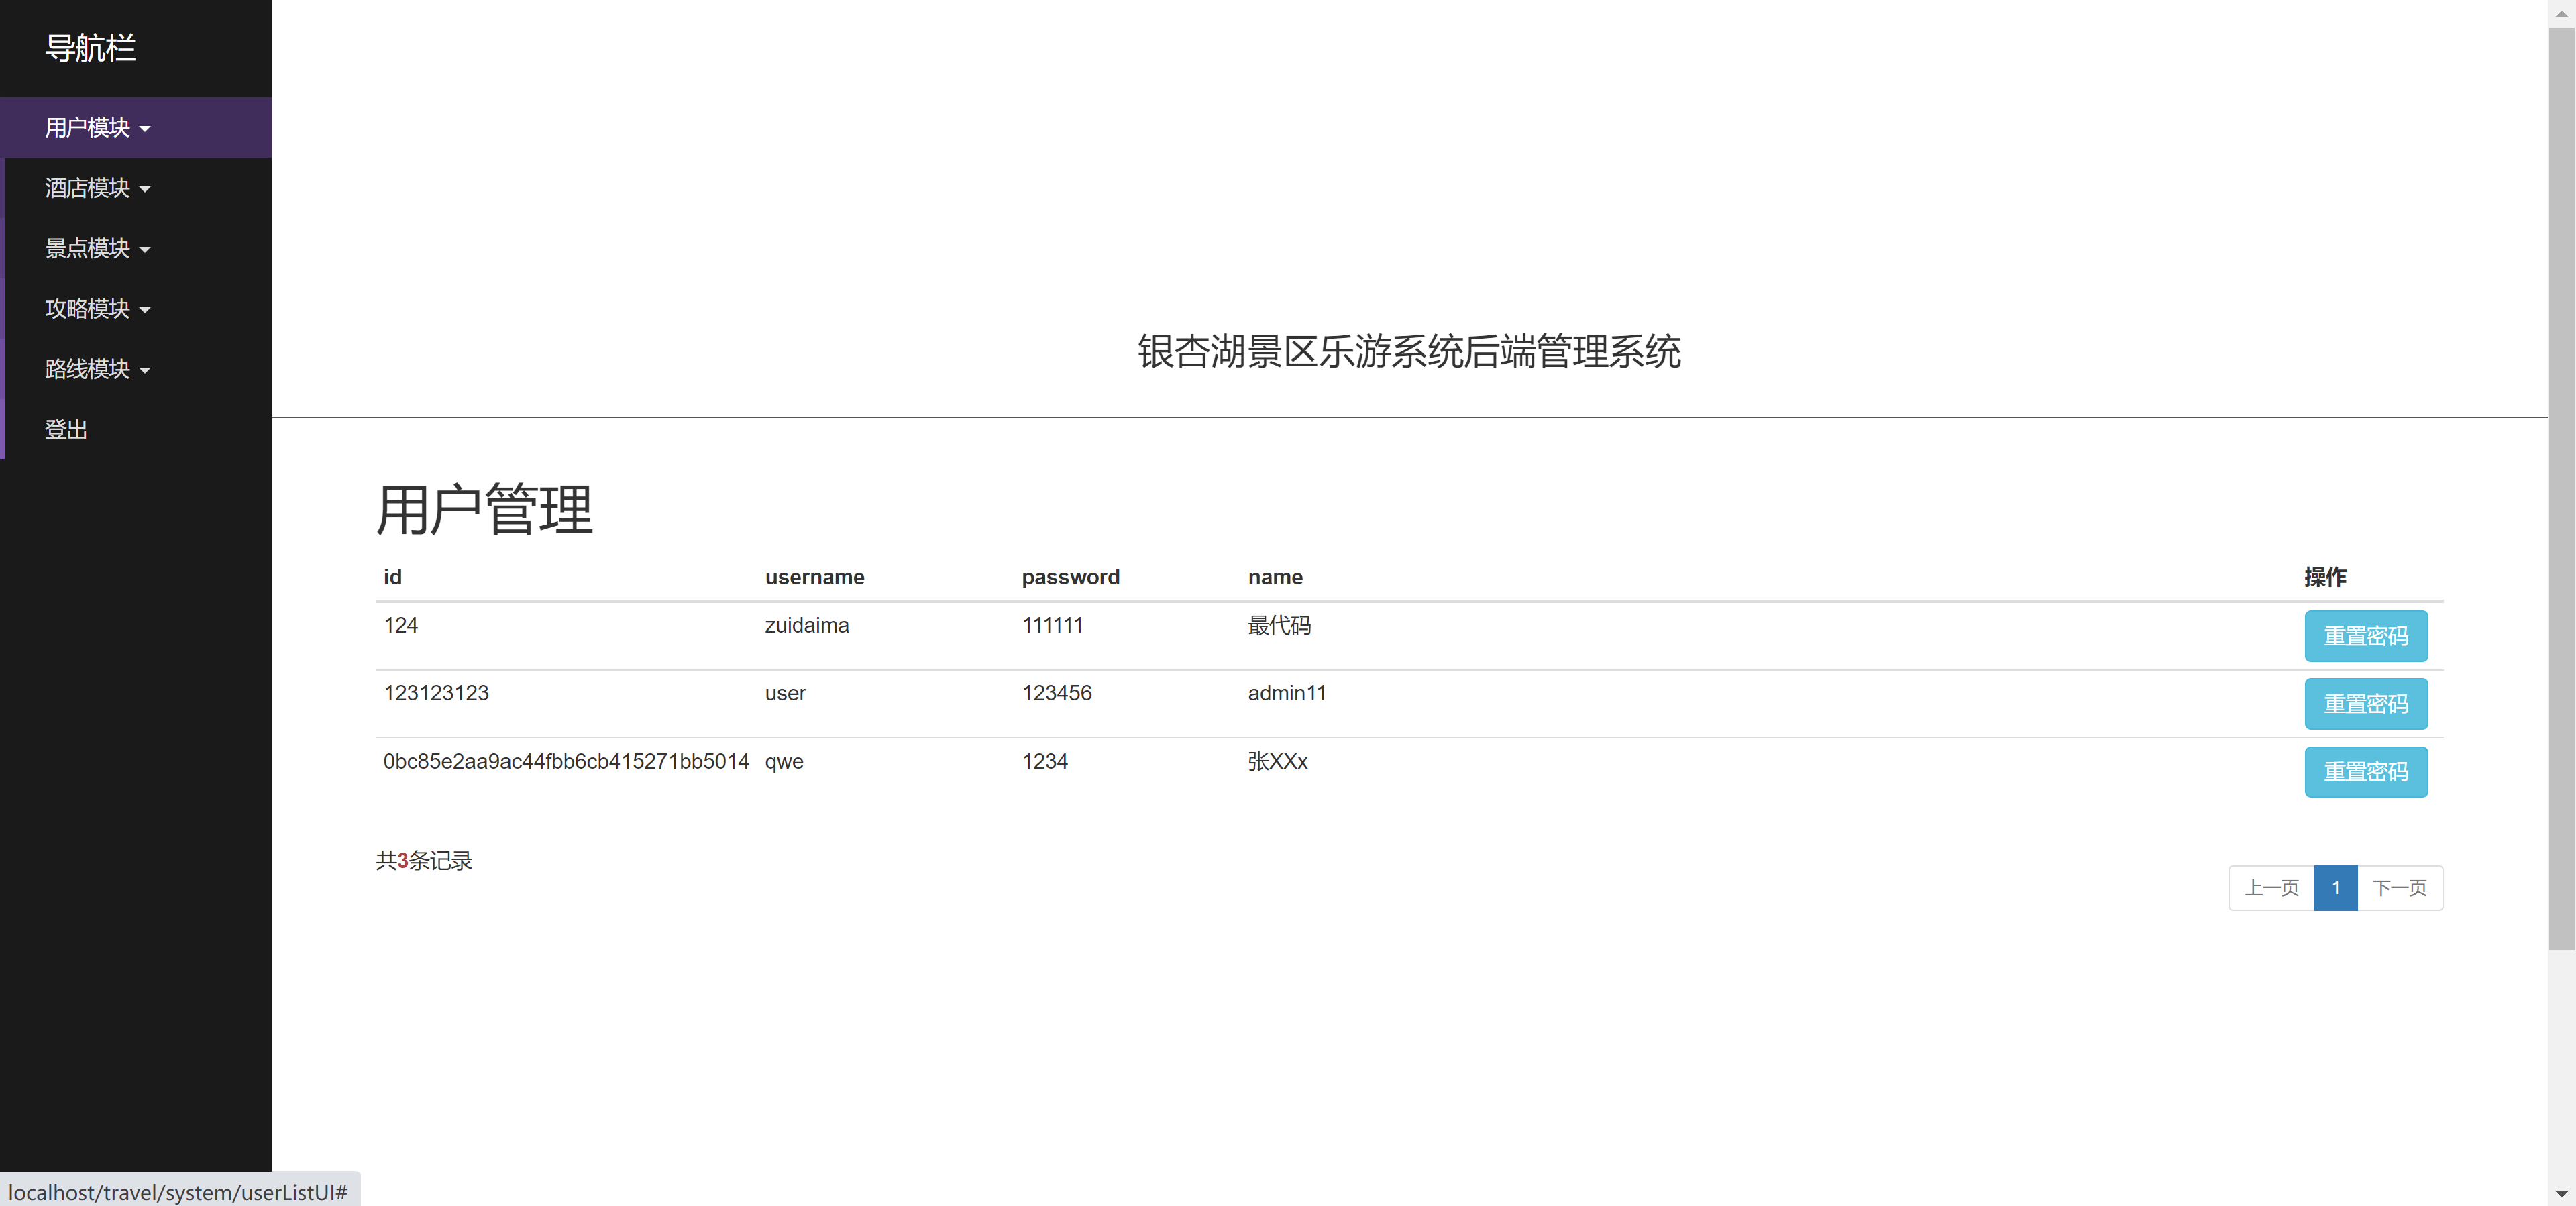 导航栏
用户模块
酒店模块
景点模块
攻略模块
路线模块
登出
银杏湖景区乐游系统后端管理系统
用户管理
id username password name 操作
124 zuidaima 111111 最代码 重置密码
123123123 user 123456 admin11 重置密码
0bc85e2aa9ac44fbb6cb415271bb5014 qwe 1234 张XXx 重置密码
共3条记录
上一页 1 下一页
localhost/travel/system/userListUI#